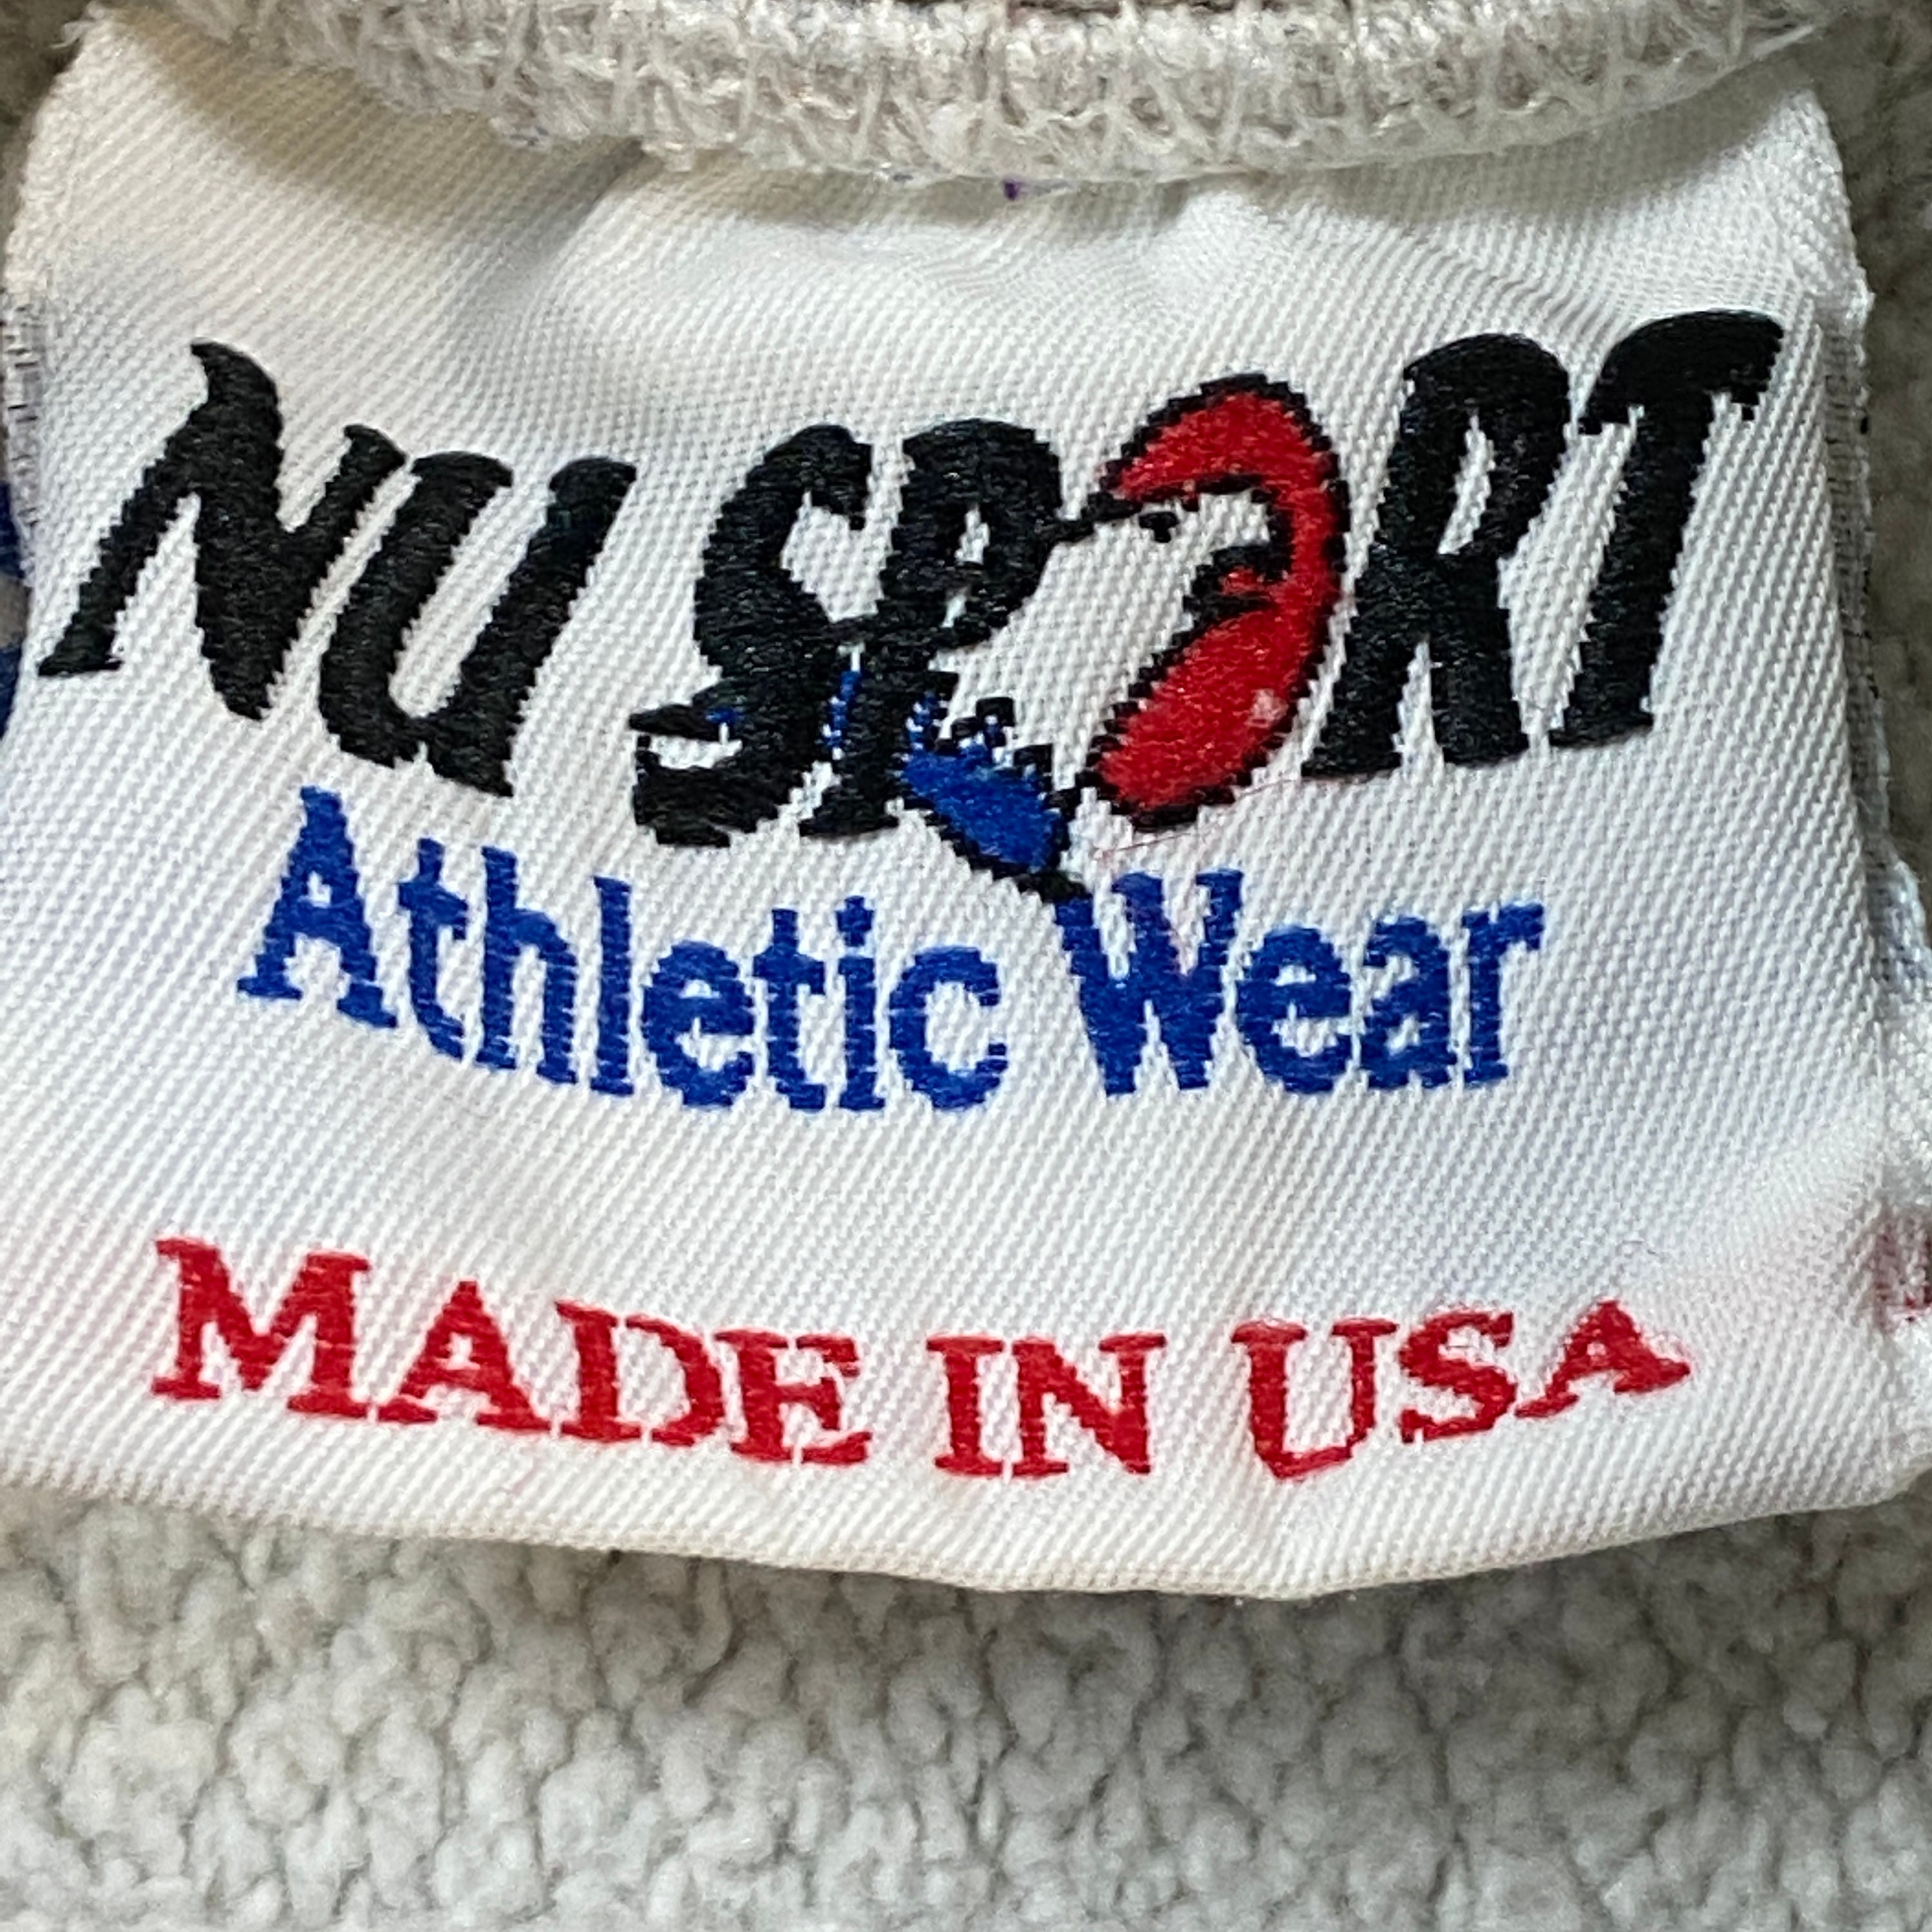 NU SPORT
Athletic Wear
MADE IN USA